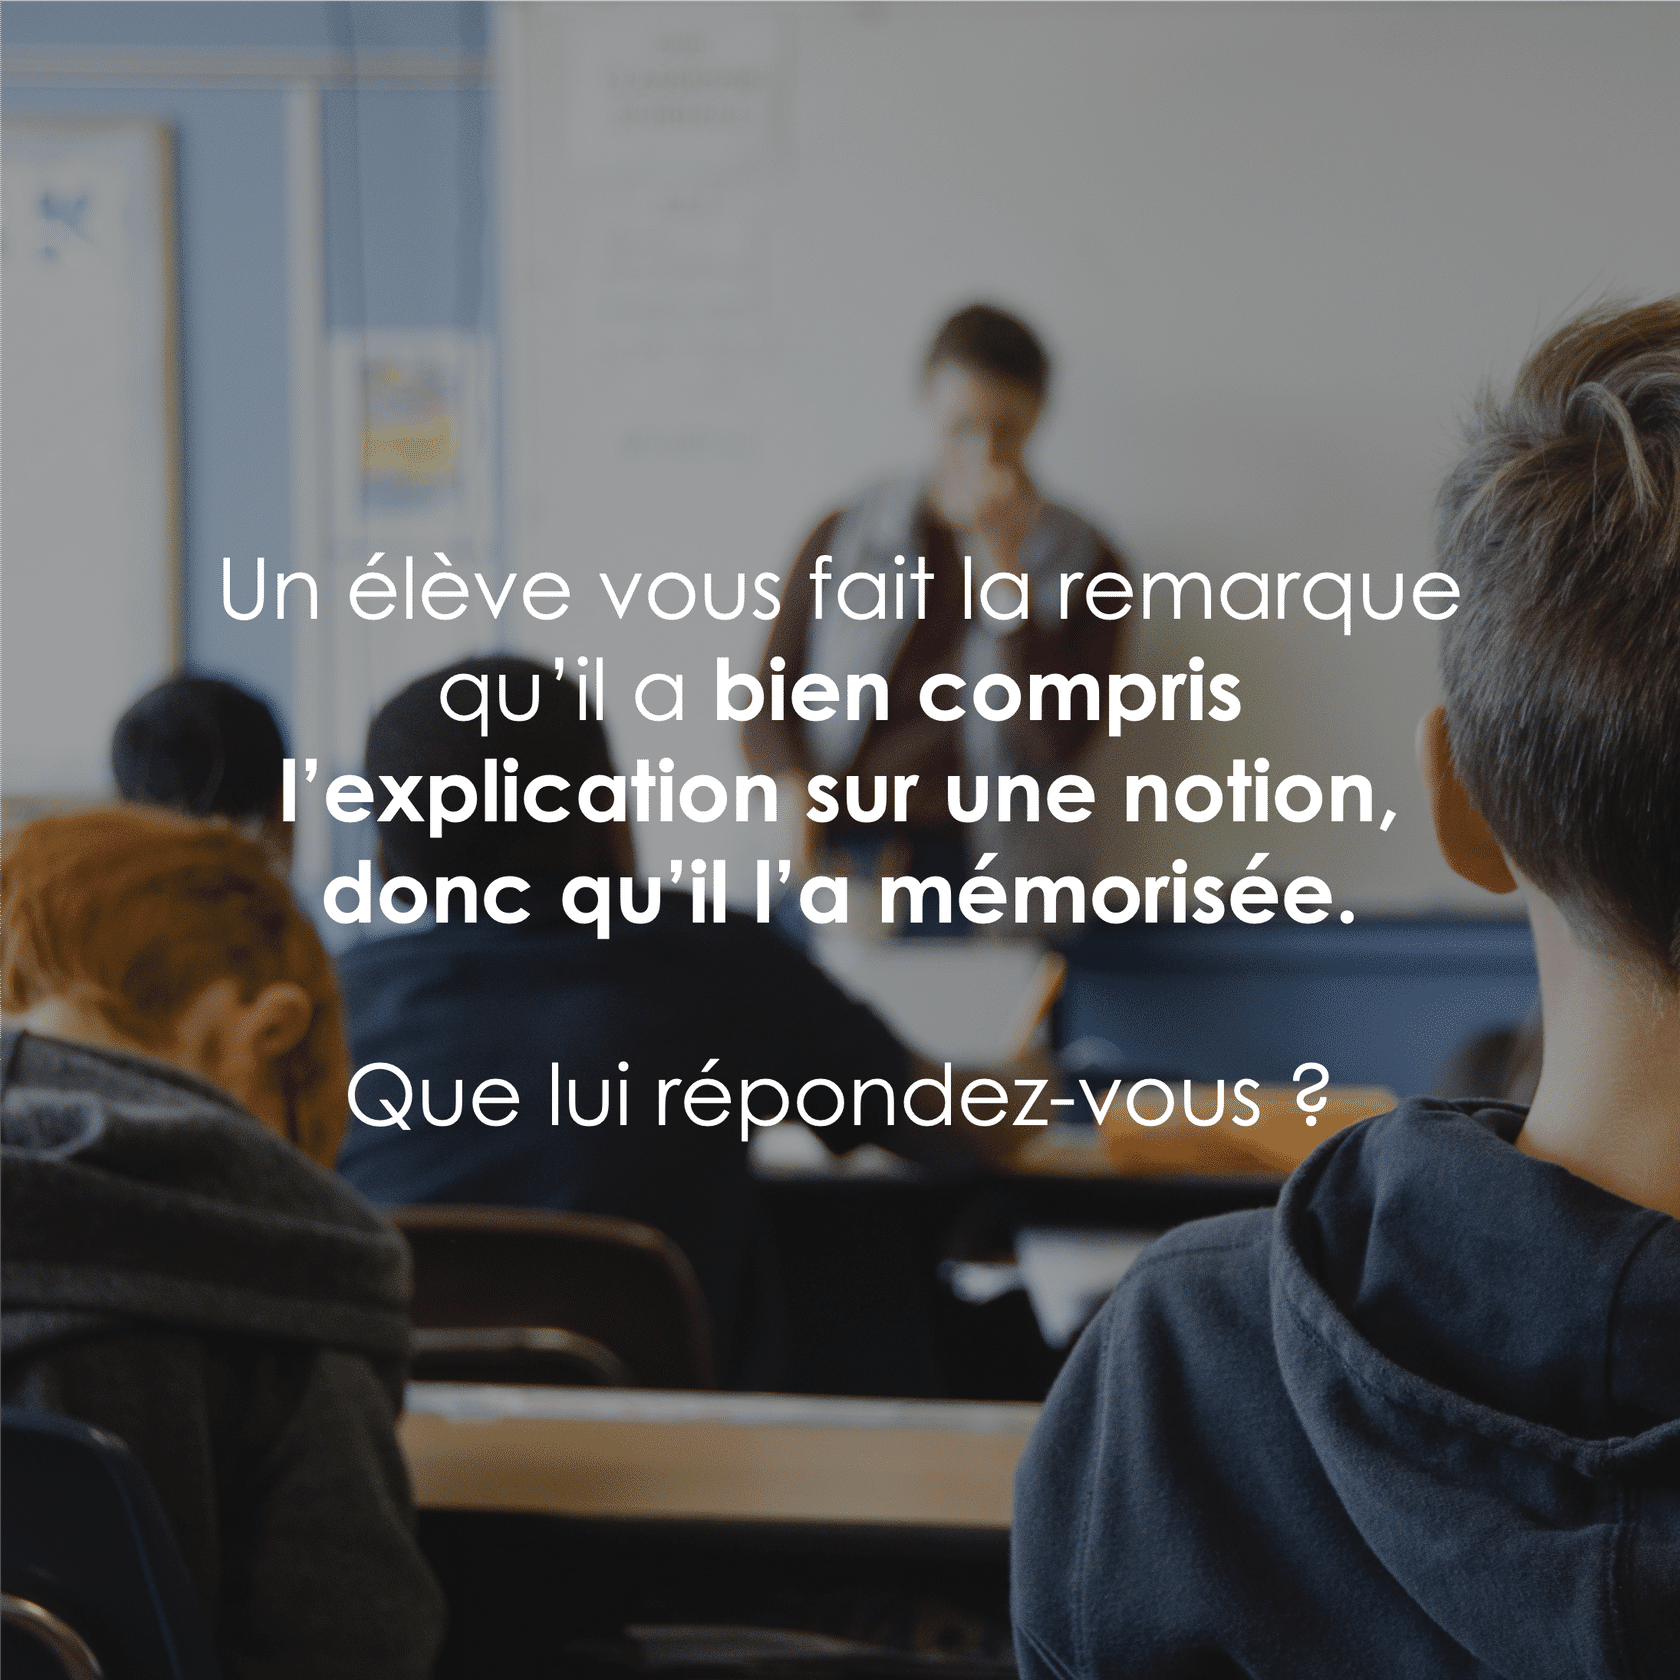 Un élève vous fait la remarque
qu’il a bien compris
l’explication sur une notion,
donc qu’il l’a mémorisée.
Que lui répondez-vous ?